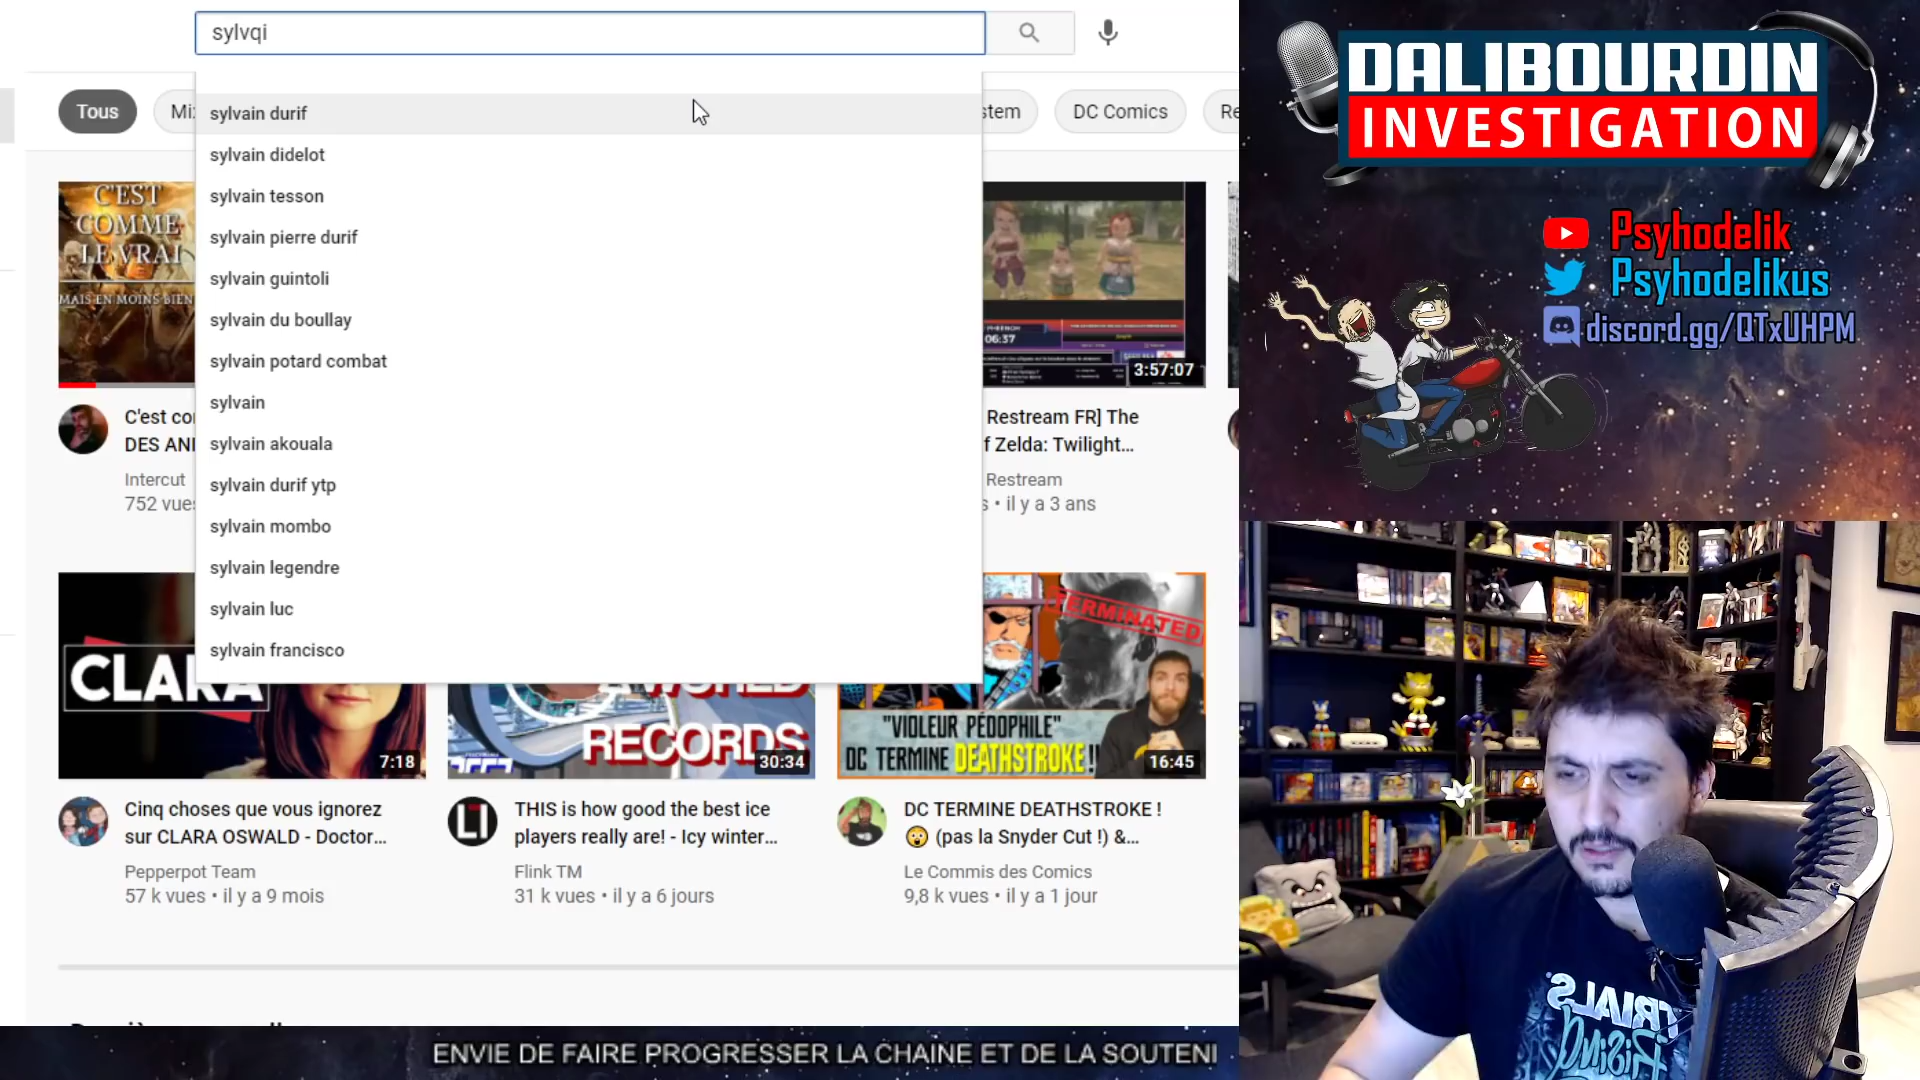 sylvqi
sylvain durif
sylvain didelot
sylvain tesson
sylvain pierre durif
sylvain guintoli
sylvain du boullay
sylvain potard combat
sylvain
sylvain akouala
sylvain durif ytp
sylvain mombo
sylvain legendre
sylvain luc
sylvain francisco
Tous
Mi
stem
DC Comics
Re
C'EST
COMME
LE VRAI
MAIS EN MOINS BIEN
C'est co
DES ANI
Intercut
752 vues
06:37
3:57:07
Restream FR] The
f Zelda: Twilight...
Restream
s • il y a 3 ans
CLARA
7:18
Cinq choses que vous ignorez
sur CLARA OSWALD - Doctor...
Pepperpot Team
57 k vues • il y a 9 mois
WORLD
RECORDS
30:34
LI
THIS is how good the best ice
players really are! - Icy winter...
Flink TM
31 k vues • il y a 6 jours
TERMINATED
"VIOLEUR PÉDOPHILE"
DC TERMINE DEATHSTROKE !!
16:45
DC TERMINE DEATHSTROKE !
(pas la Snyder Cut !) &...
Le Commis des Comics
9,8 k vues • il y a 1 jour
ENVIE DE FAIRE PROGRESSER LA CHAINE ET DE LA SOUTENI
DALIBOURDIN
INVESTIGATION
Psyhodelik
Psyhodelikus
discord.gg/QTxUHPM
TRIALS
Rising